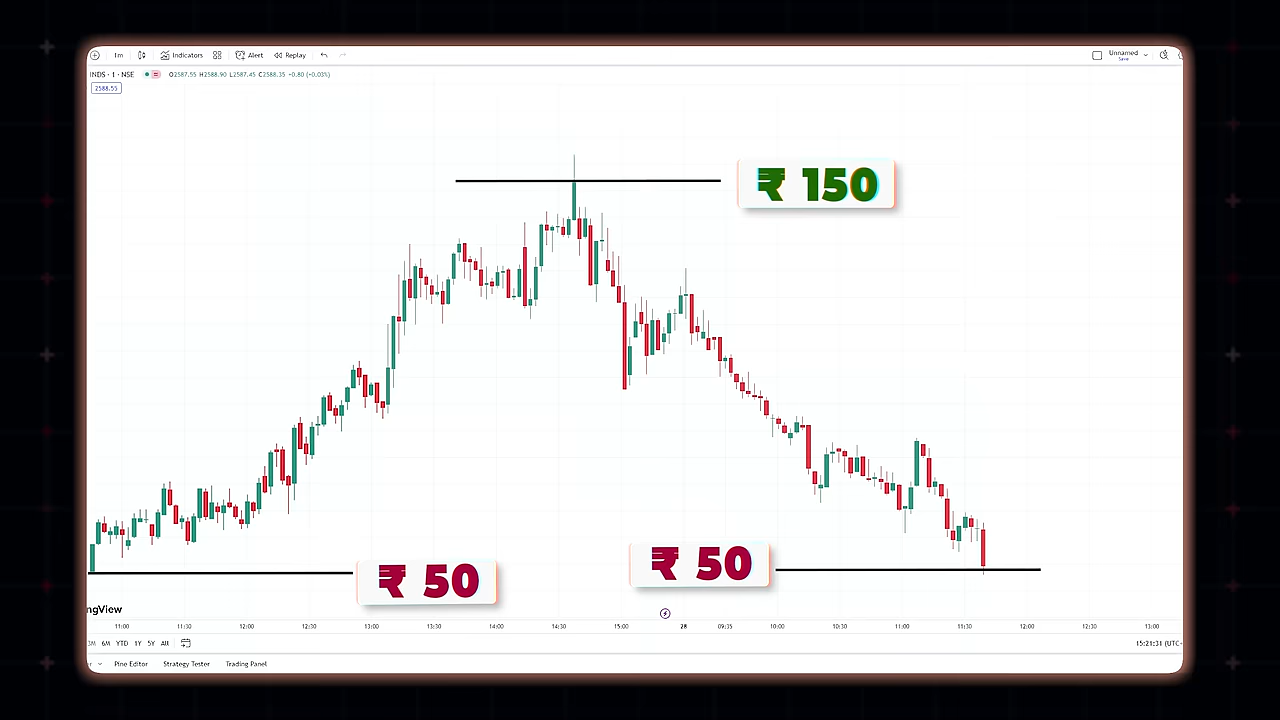 1m Indicators Alert Replay Unnamed
Save
INDS · 1 · NSE O2587.55 H2588.90 L2587.45 C2588.35 +0.80 (+0.03%)
2588.55
₹ 150
₹ 50
₹ 50
ngView
11:00 11:30 12:00 12:30 13:00 13:30 14:00 14:30 15:00 28 09:35 10:00 10:30 11:00 11:30 12:00 12:30 13:00
3M 6M YTD 1Y 5Y All 15:21:31 (UTC-
r Pine Editor Strategy Tester Trading Panel